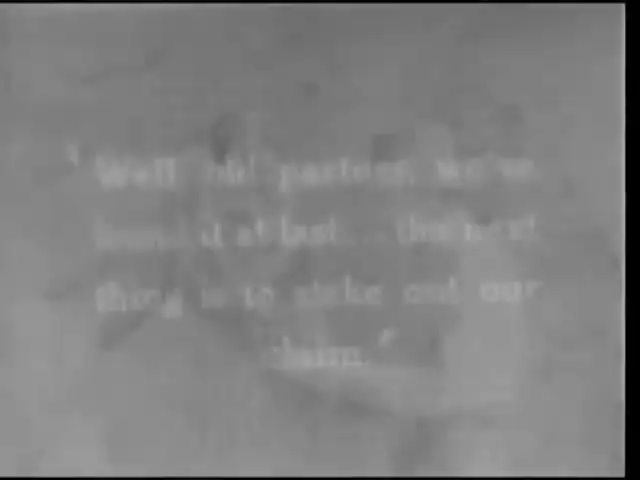 "Well old partner, we've
found it at last... the next
thing is to stake out our
claim."